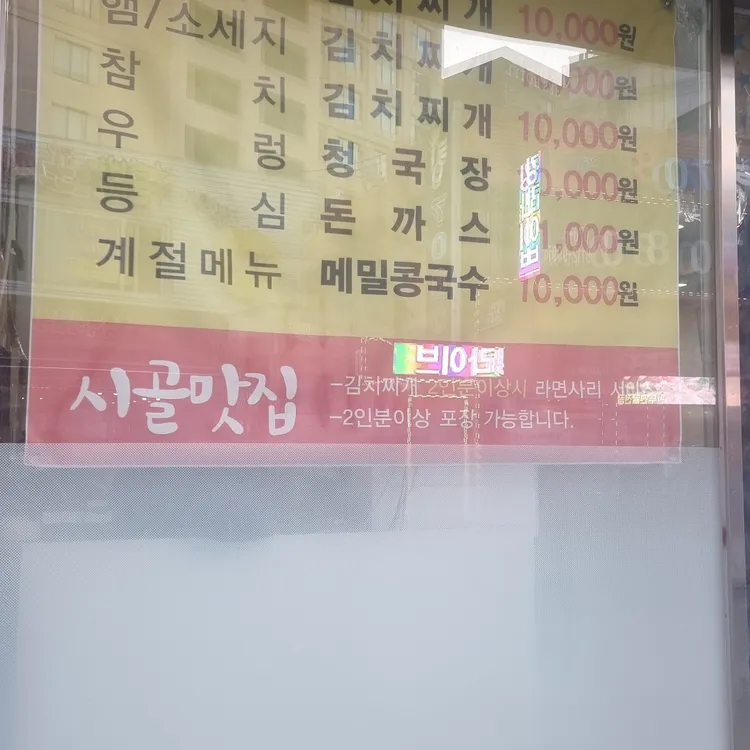 김치찌개 10,000원
햄/소세지 김치찌개
참치 김치찌개 10,000원
우렁 청국장
등심 돈까스
계절메뉴 메밀콩국수 10,000원
시골맛집
-김치찌개 2인분이상시 라면사리
-2인분이상 포장 가능합니다.